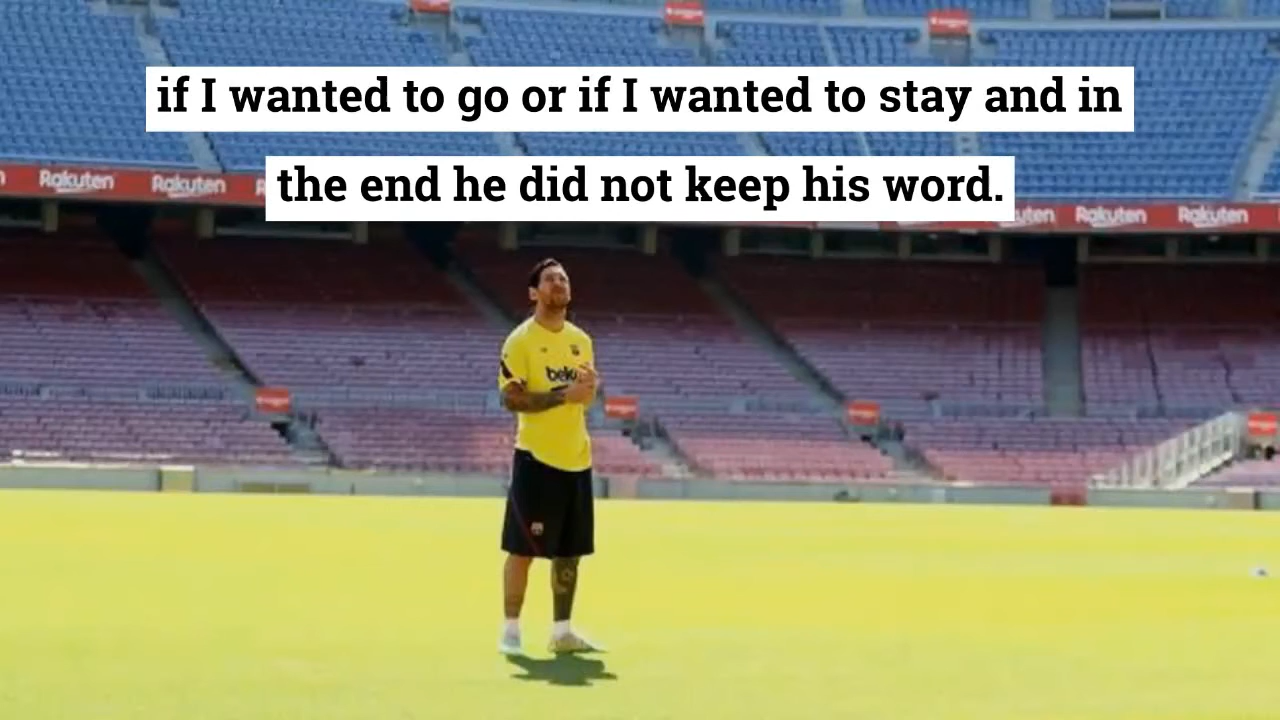 if I wanted to go or if I wanted to stay and in
the end he did not keep his word.
Rakuten
Rakuten
Rakuten
Rakuten
beko